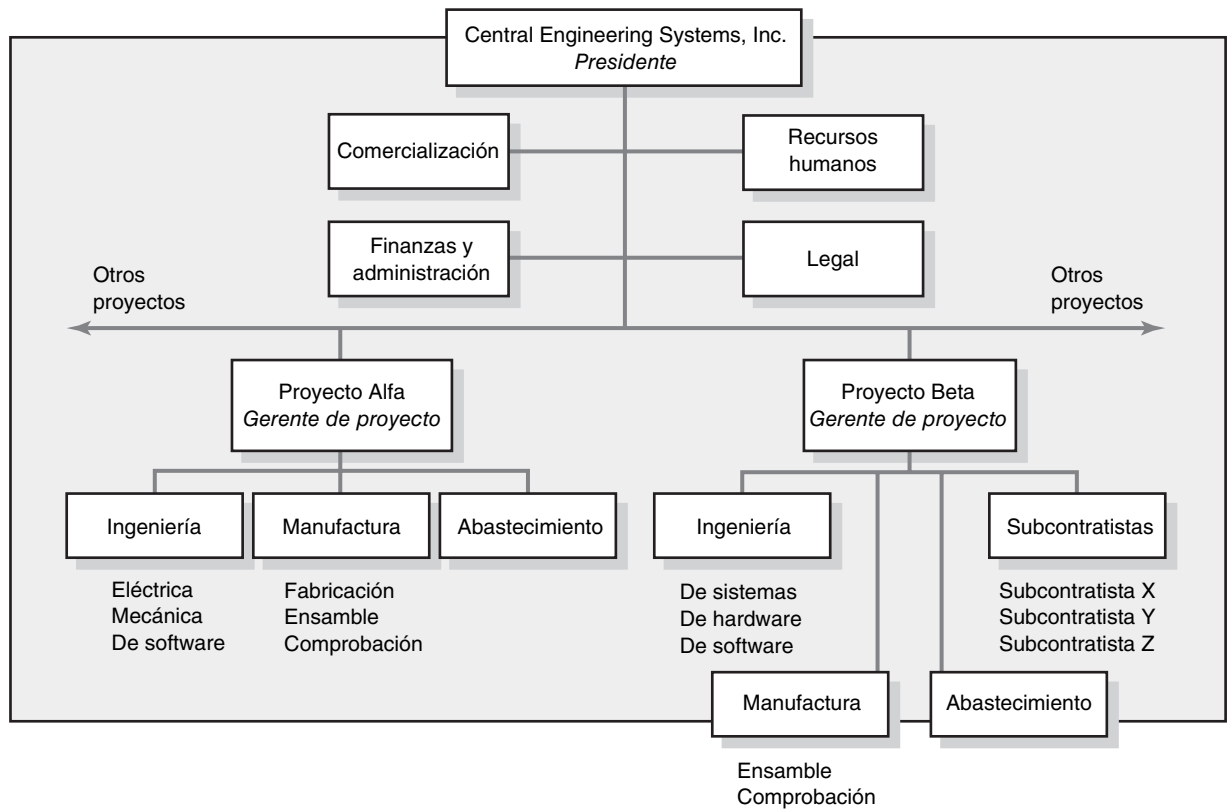 Central Engineering Systems, Inc.
Presidente
Comercialización
Recursos
humanos
Finanzas y
administración
Legal
Otros
proyectos
Otros
proyectos
Proyecto Alfa
Gerente de proyecto
Proyecto Beta
Gerente de proyecto
Ingeniería
Manufactura
Abastecimiento
Eléctrica
Mecánica
De software
Fabricación
Ensamble
Comprobación
Ingeniería
Subcontratistas
De sistemas
De hardware
De software
Subcontratista X
Subcontratista Y
Subcontratista Z
Manufactura
Abastecimiento
Ensamble
Comprobación